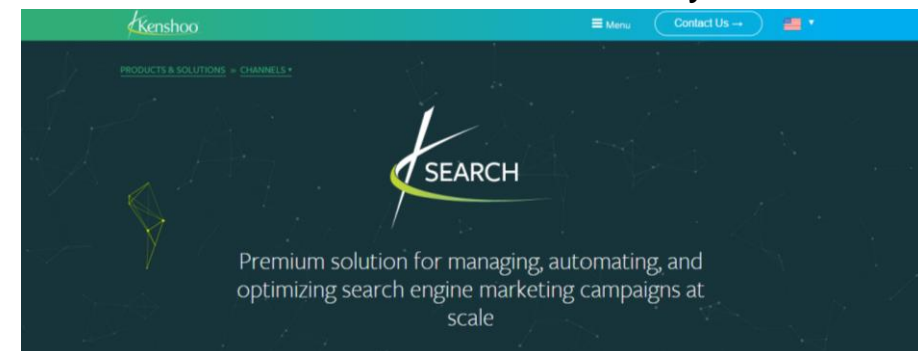 Kenshoo
Menu
Contact Us →
PRODUCTS & SOLUTIONS » CHANNELS
SEARCH
Premium solution for managing, automating, and
optimizing search engine marketing campaigns at
scale